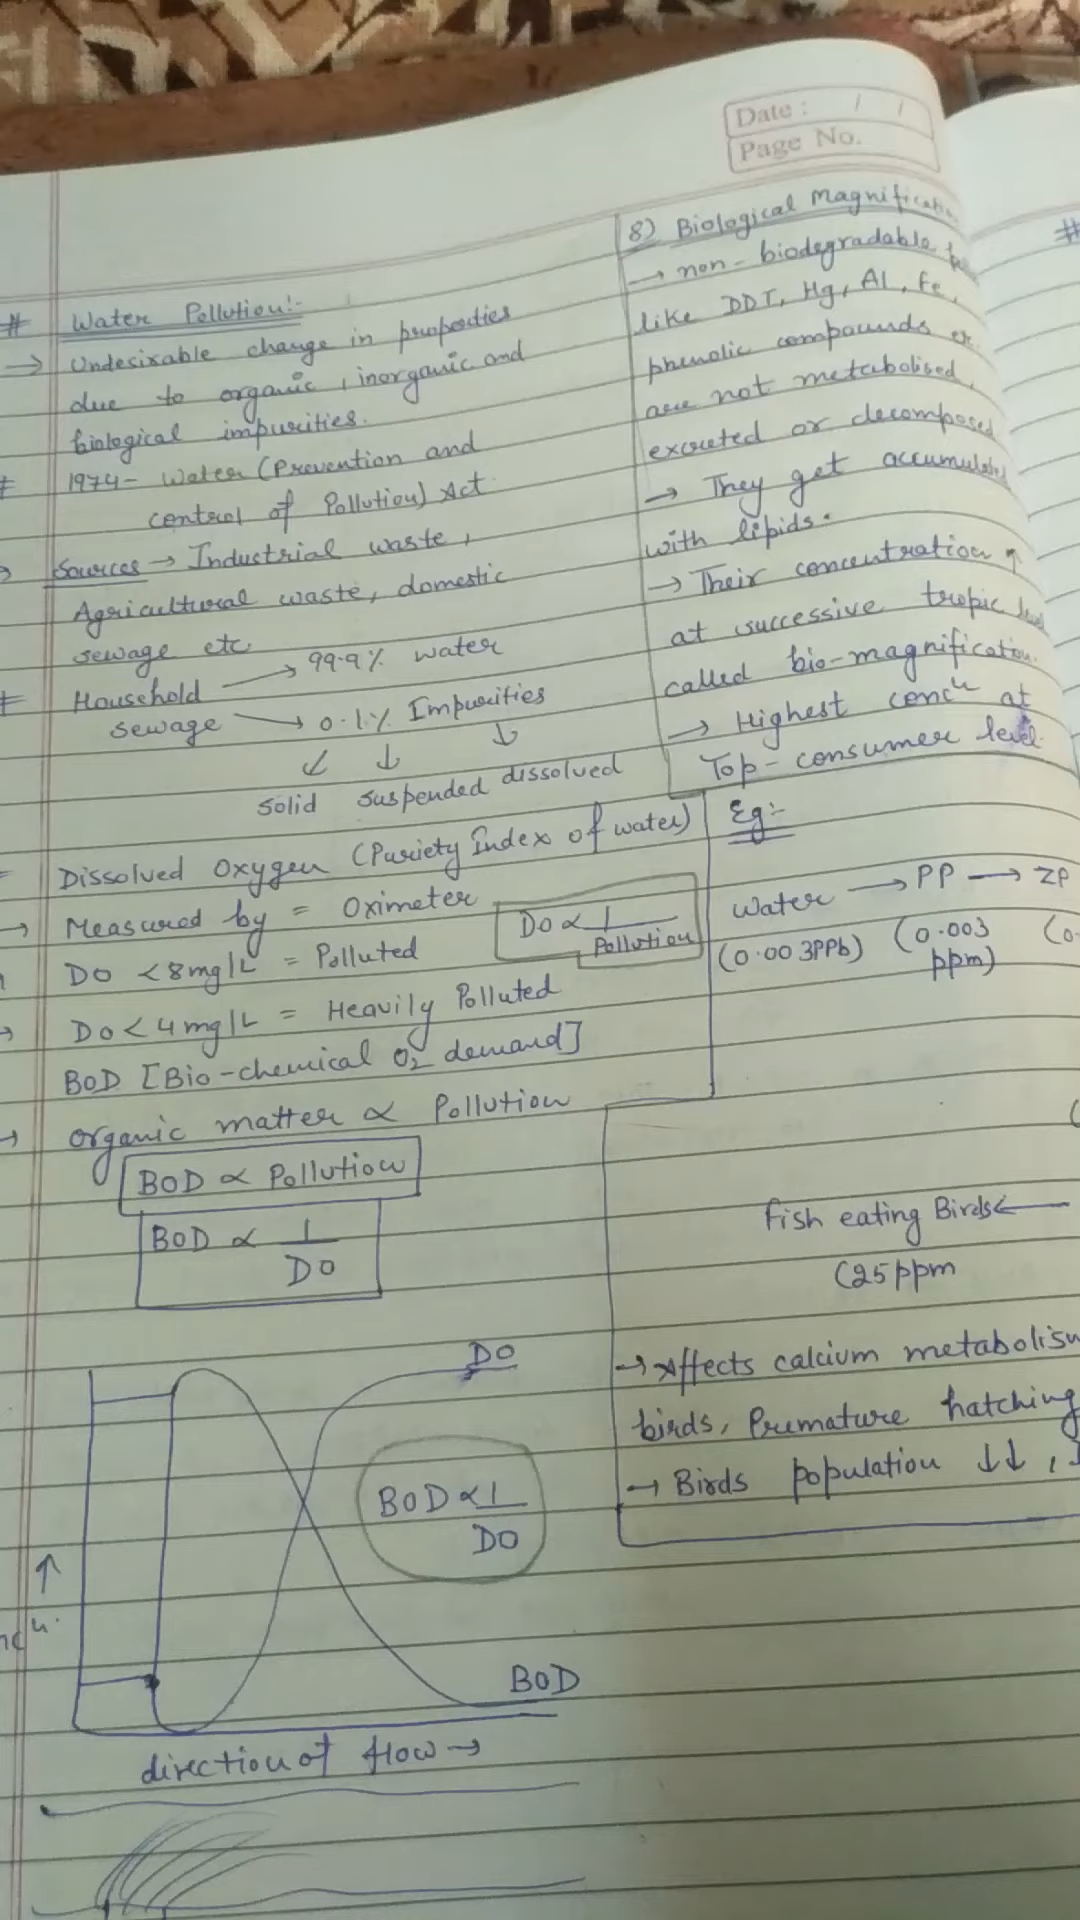 Date : / /
Page No.
# Water Pollution:-
→ Undesirable change in properties
due to organic, inorganic and
biological impurities.
1974- Water (Prevention and
control of Pollution) Act.
Sources → Industrial waste,
Agricultural waste, domestic
sewage etc.
Household → 99.9% water
sewage → 0.1% Impurities
↓ ↓ ↓
solid suspended dissolved
Dissolved Oxygen (Puriety Index of water)
→ Measured by = Oximeter
DO ∝ 1
Pollution
DO <8mg/L = Polluted
→ DO<4mg/L = Heavily Polluted
BOD [Bio-chemical O₂ demand]
→ organic matter ∝ Pollution
BOD ∝ Pollution
BOD ∝ 1
DO
DO
BOD ∝ 1
DO
↑
BOD
direction of flow →
8) Biological
→ non-biodegradable
like DDT, Hg, Al, Fe,
phenolic compounds
are not metabolised,
excreted or decomposed
→ They get
with lipids.
→ Their concentration ↑
at successive tropic
called bio-magnification.
→ Highest concⁿ at
Top-consumer level.
Eg:-
Water → PP → ZP
(0.003PPb) (0.003
ppm)
fish eating Birds ←
(25ppm
→ Affects calcium
birds, Premature hatching
→ Birds population ↓↓,
#